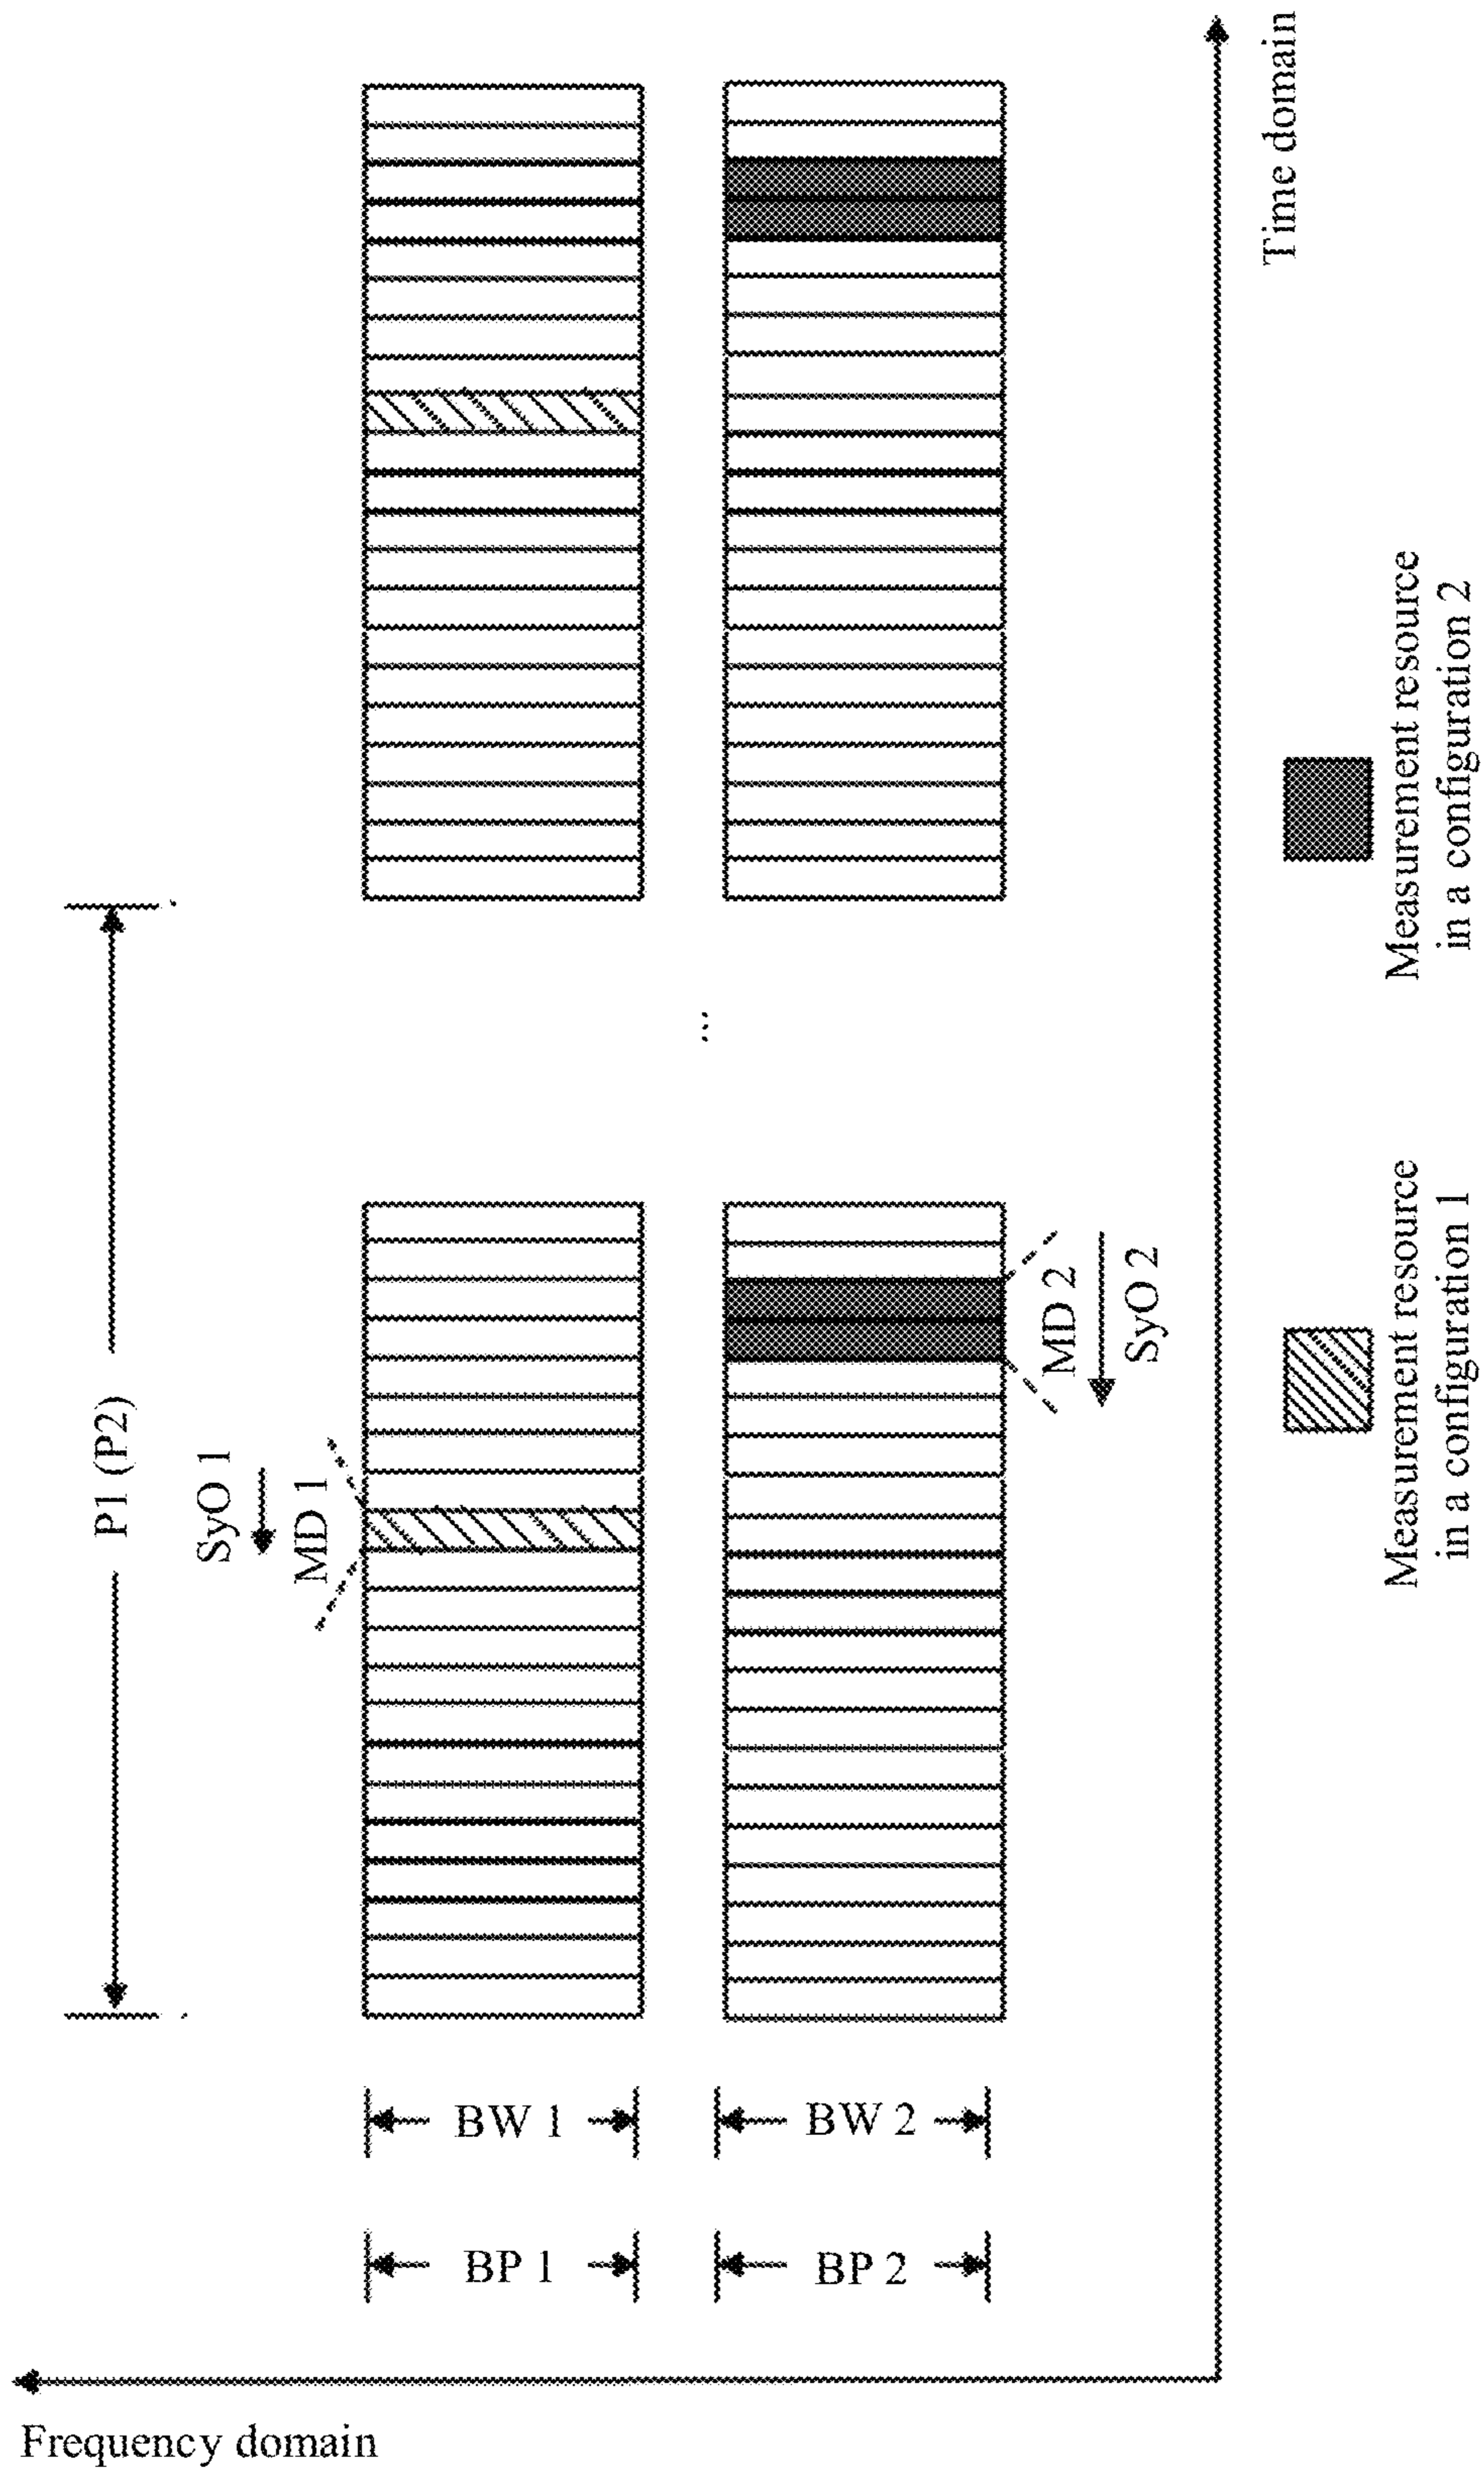 Frequency domain
P1 (P2)
SyO 1
MD 1
BW 1
BP 1
...
BW 2
BP 2
MD 2
SyO 2
Time domain
Measurement resource
in a configuration 1
Measurement resource
in a configuration 2